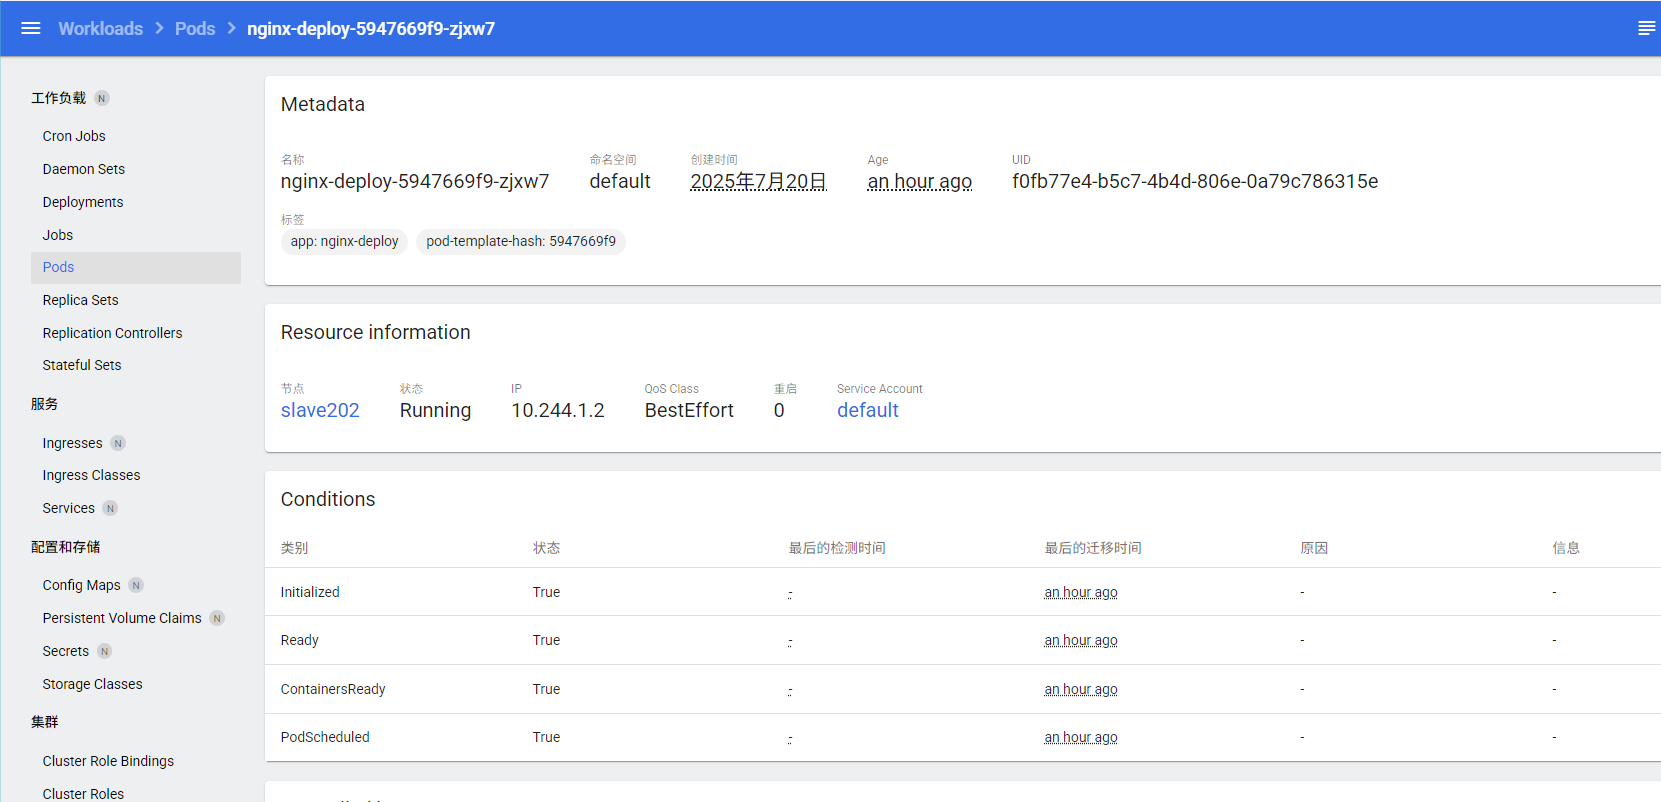 Workloads > Pods > nginx-deploy-5947669f9-zjxw7
工作负载 N
Cron Jobs
Daemon Sets
Deployments
Jobs
Pods
Replica Sets
Replication Controllers
Stateful Sets
服务
Ingresses N
Ingress Classes
Services N
配置和存储
Config Maps N
Persistent Volume Claims N
Secrets N
Storage Classes
集群
Cluster Role Bindings
Cluster Roles
Metadata
名称 命名空间 创建时间 Age UID
nginx-deploy-5947669f9-zjxw7 default 2025年7月20日 an hour ago f0fb77e4-b5c7-4b4d-806e-0a79c786315e
标签
app: nginx-deploy pod-template-hash: 5947669f9
Resource information
节点 状态 IP QoS Class 重启 Service Account
slave202 Running 10.244.1.2 BestEffort 0 default
Conditions
类别 状态 最后的检测时间 最后的迁移时间 原因 信息
Initialized True - an hour ago - -
Ready True - an hour ago - -
ContainersReady True - an hour ago - -
PodScheduled True - an hour ago - -